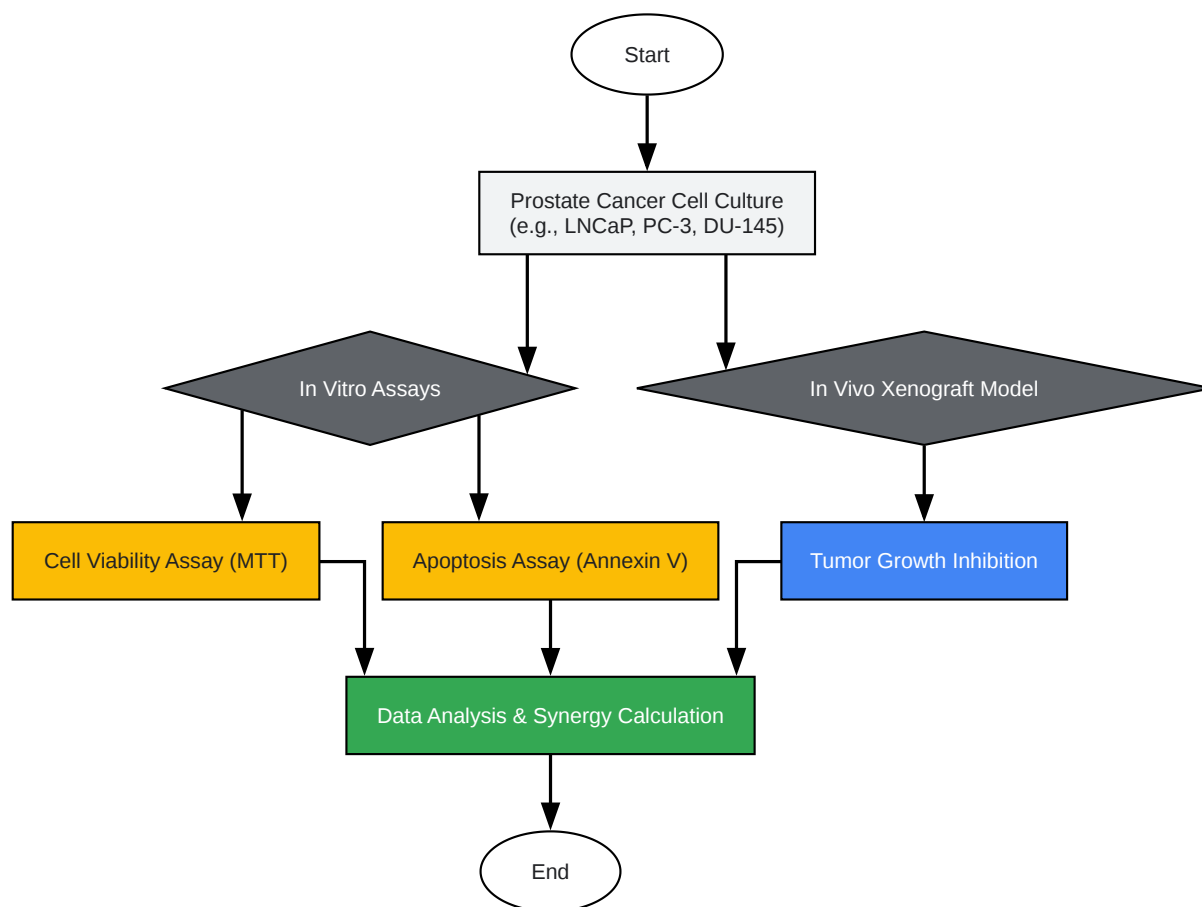 Start
Prostate Cancer Cell Culture
(e.g., LNCaP, PC-3, DU-145)
In Vitro Assays
In Vivo Xenograft Model
Cell Viability Assay (MTT)
Apoptosis Assay (Annexin V)
Tumor Growth Inhibition
Data Analysis & Synergy Calculation
End